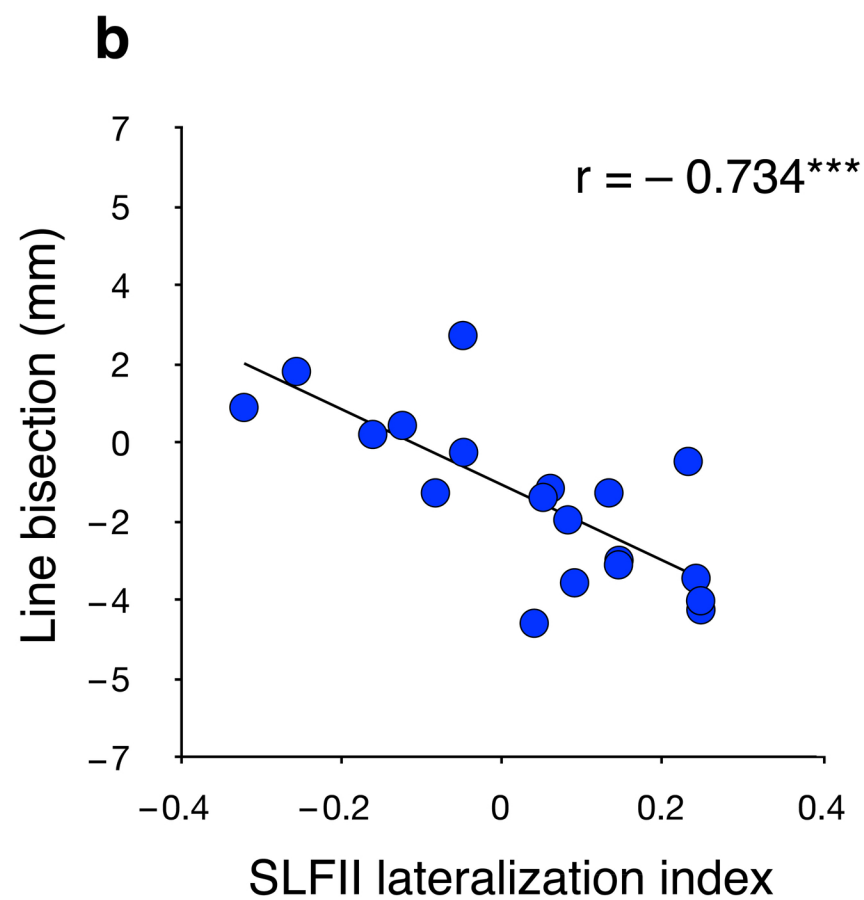 b
r = – 0.734***
Line bisection (mm)
7
5
4
2
0
–2
–4
–5
–7
–0.4 –0.2 0 0.2 0.4
SLFII lateralization index